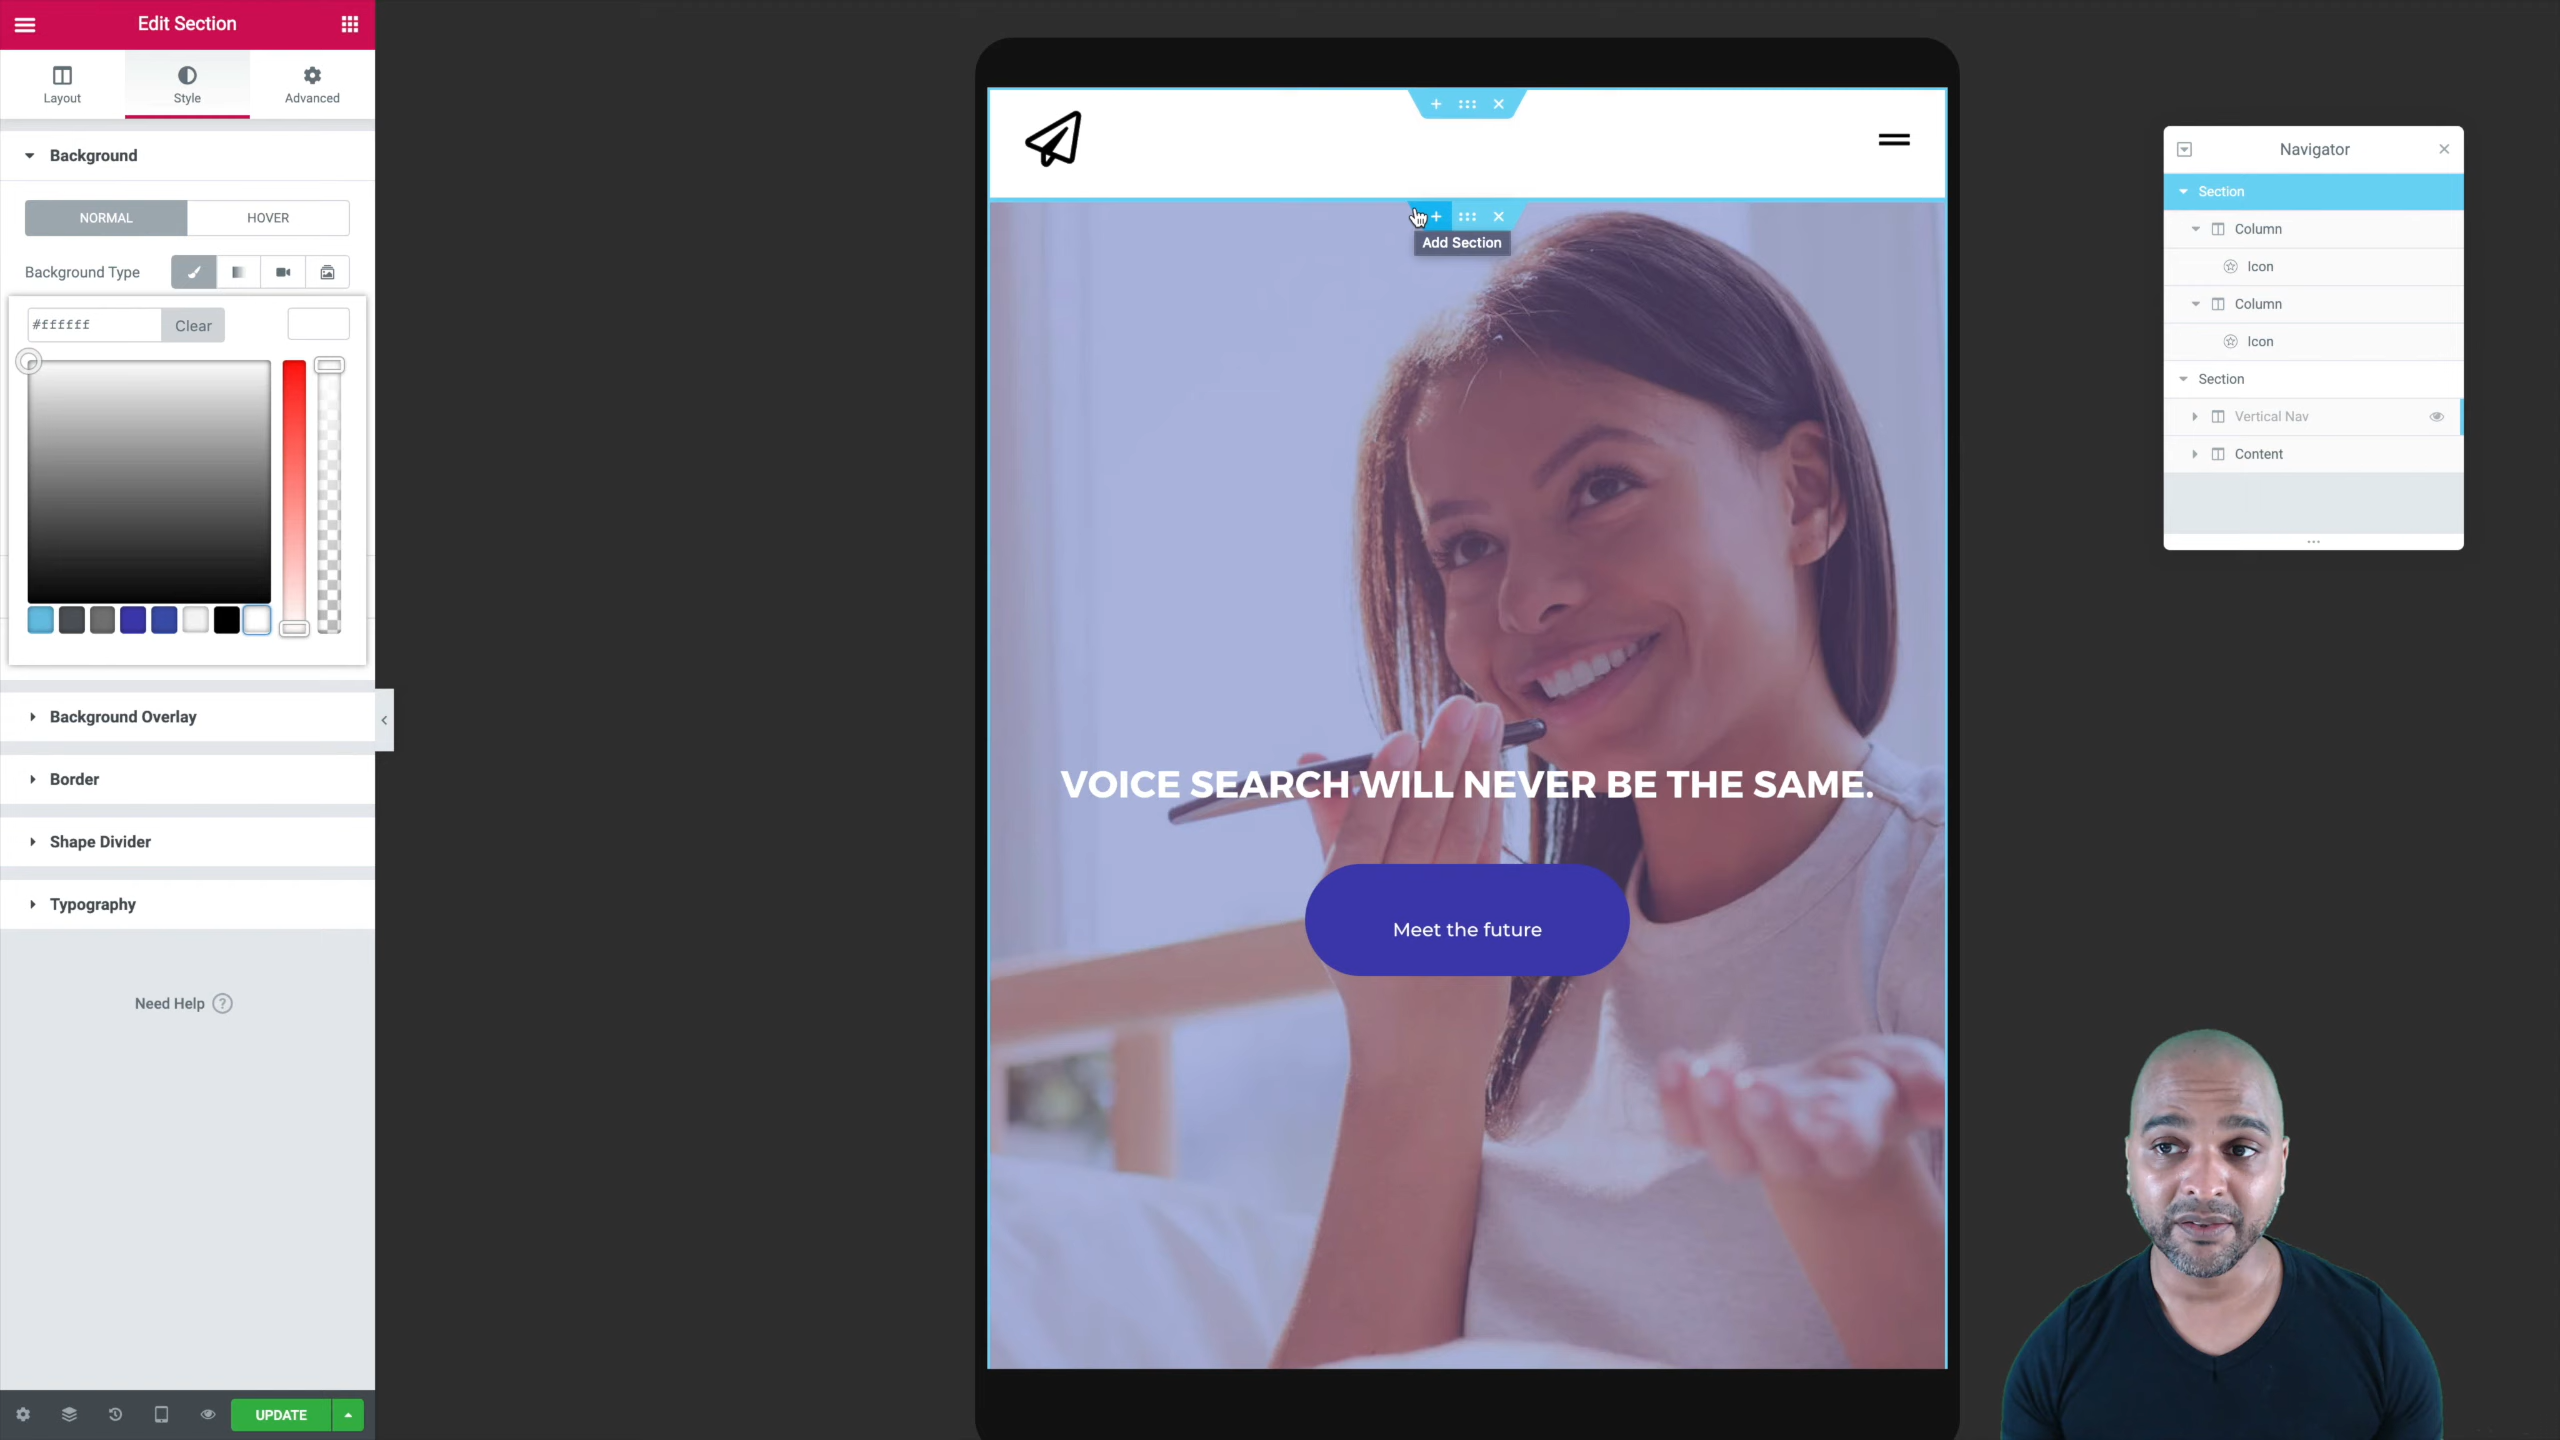 Edit Section
Layout
Style
Advanced
Background
NORMAL
HOVER
Background Type
#ffffff
Clear
Background Overlay
Border
Shape Divider
Typography
Need Help ?
UPDATE
Add Section
VOICE SEARCH WILL NEVER BE THE SAME.
Meet the future
Navigator
Section
Column
Icon
Column
Icon
Section
Vertical Nav
Content